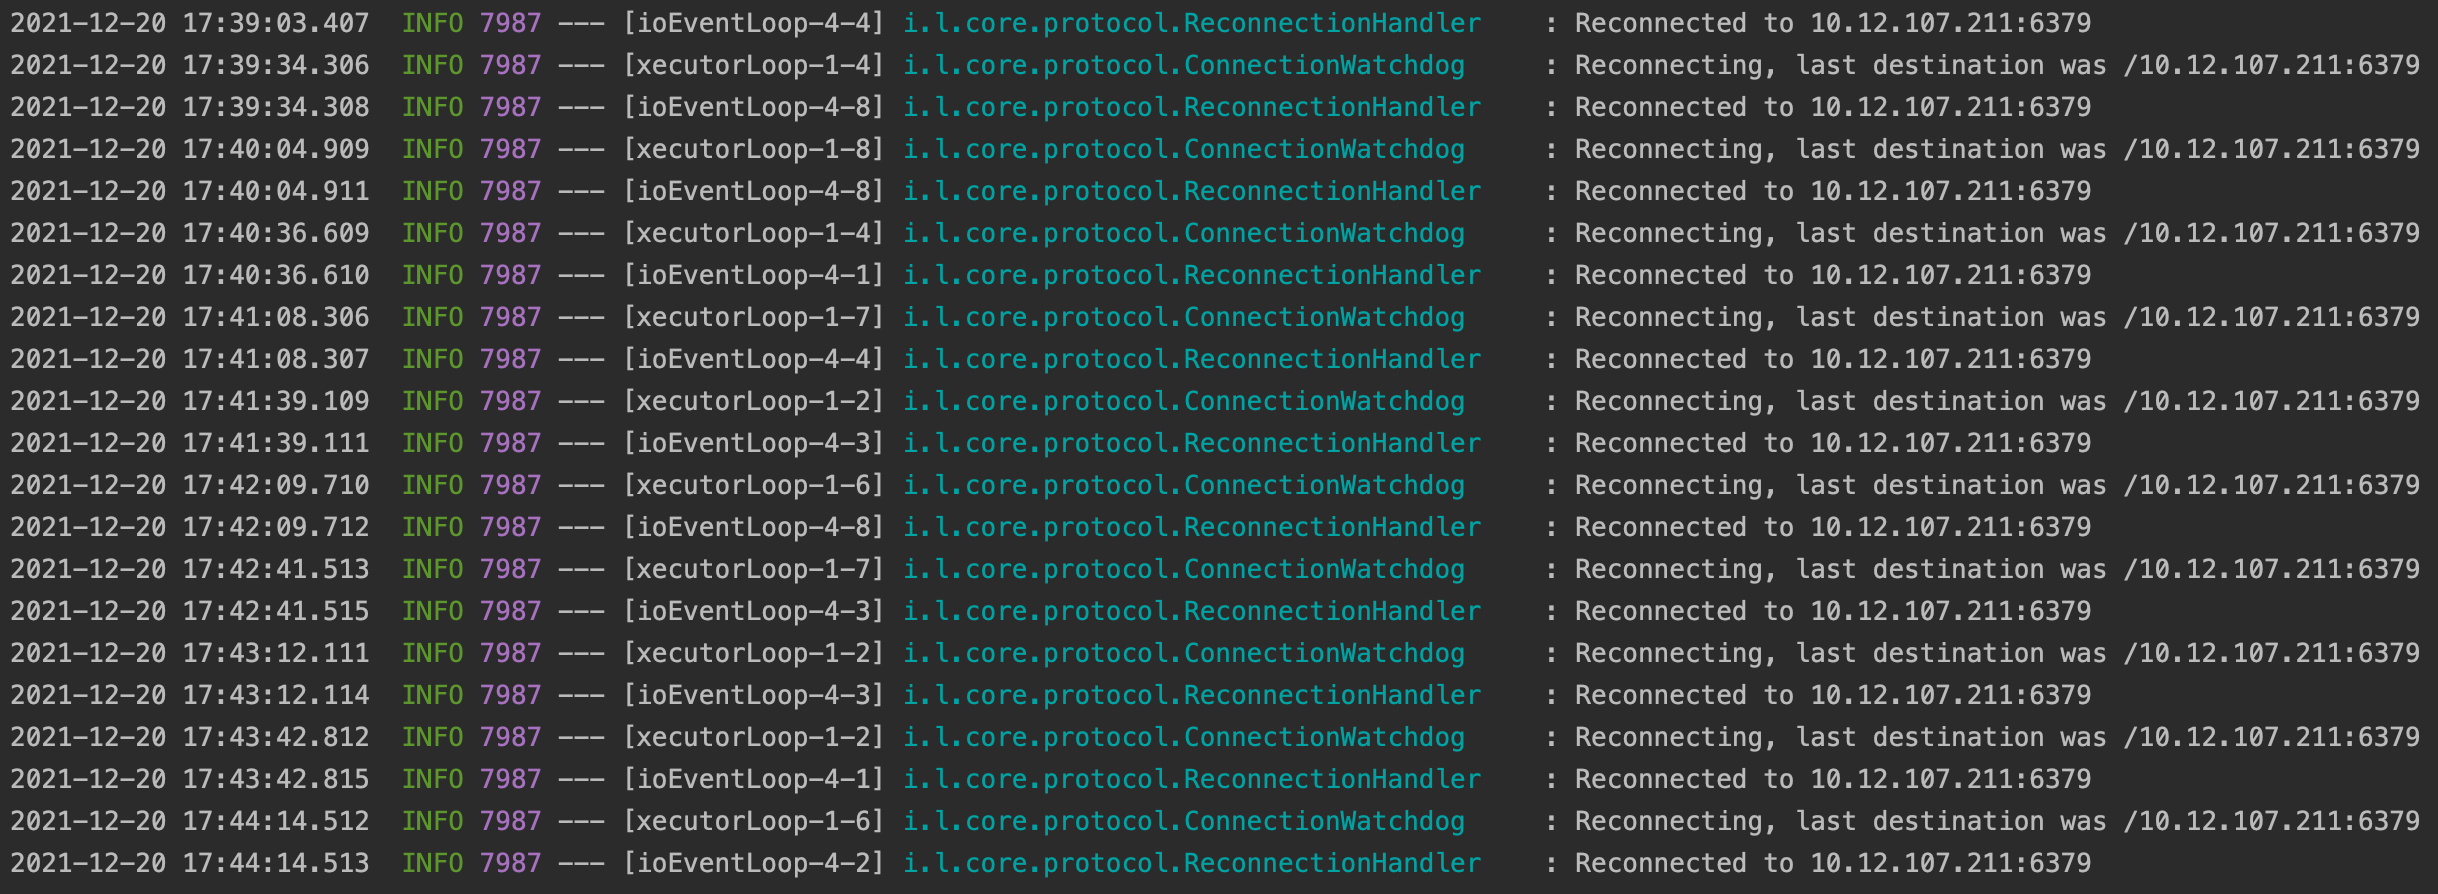 2021-12-20 17:39:03.407  INFO 7987 --- [ioEventLoop-4-4] i.l.core.protocol.ReconnectionHandler    : Reconnected to 10.12.107.211:6379
2021-12-20 17:39:34.306  INFO 7987 --- [xecutorLoop-1-4] i.l.core.protocol.ConnectionWatchdog     : Reconnecting, last destination was /10.12.107.211:6379
2021-12-20 17:39:34.308  INFO 7987 --- [ioEventLoop-4-8] i.l.core.protocol.ReconnectionHandler    : Reconnected to 10.12.107.211:6379
2021-12-20 17:40:04.909  INFO 7987 --- [xecutorLoop-1-8] i.l.core.protocol.ConnectionWatchdog     : Reconnecting, last destination was /10.12.107.211:6379
2021-12-20 17:40:04.911  INFO 7987 --- [ioEventLoop-4-8] i.l.core.protocol.ReconnectionHandler    : Reconnected to 10.12.107.211:6379
2021-12-20 17:40:36.609  INFO 7987 --- [xecutorLoop-1-4] i.l.core.protocol.ConnectionWatchdog     : Reconnecting, last destination was /10.12.107.211:6379
2021-12-20 17:40:36.610  INFO 7987 --- [ioEventLoop-4-1] i.l.core.protocol.ReconnectionHandler    : Reconnected to 10.12.107.211:6379
2021-12-20 17:41:08.306  INFO 7987 --- [xecutorLoop-1-7] i.l.core.protocol.ConnectionWatchdog     : Reconnecting, last destination was /10.12.107.211:6379
2021-12-20 17:41:08.307  INFO 7987 --- [ioEventLoop-4-4] i.l.core.protocol.ReconnectionHandler    : Reconnected to 10.12.107.211:6379
2021-12-20 17:41:39.109  INFO 7987 --- [xecutorLoop-1-2] i.l.core.protocol.ConnectionWatchdog     : Reconnecting, last destination was /10.12.107.211:6379
2021-12-20 17:41:39.111  INFO 7987 --- [ioEventLoop-4-3] i.l.core.protocol.ReconnectionHandler    : Reconnected to 10.12.107.211:6379
2021-12-20 17:42:09.710  INFO 7987 --- [xecutorLoop-1-6] i.l.core.protocol.ConnectionWatchdog     : Reconnecting, last destination was /10.12.107.211:6379
2021-12-20 17:42:09.712  INFO 7987 --- [ioEventLoop-4-8] i.l.core.protocol.ReconnectionHandler    : Reconnected to 10.12.107.211:6379
2021-12-20 17:42:41.513  INFO 7987 --- [xecutorLoop-1-7] i.l.core.protocol.ConnectionWatchdog     : Reconnecting, last destination was /10.12.107.211:6379
2021-12-20 17:42:41.515  INFO 7987 --- [ioEventLoop-4-3] i.l.core.protocol.ReconnectionHandler    : Reconnected to 10.12.107.211:6379
2021-12-20 17:43:12.111  INFO 7987 --- [xecutorLoop-1-2] i.l.core.protocol.ConnectionWatchdog     : Reconnecting, last destination was /10.12.107.211:6379
2021-12-20 17:43:12.114  INFO 7987 --- [ioEventLoop-4-3] i.l.core.protocol.ReconnectionHandler    : Reconnected to 10.12.107.211:6379
2021-12-20 17:43:42.812  INFO 7987 --- [xecutorLoop-1-2] i.l.core.protocol.ConnectionWatchdog     : Reconnecting, last destination was /10.12.107.211:6379
2021-12-20 17:43:42.815  INFO 7987 --- [ioEventLoop-4-1] i.l.core.protocol.ReconnectionHandler    : Reconnected to 10.12.107.211:6379
2021-12-20 17:44:14.512  INFO 7987 --- [xecutorLoop-1-6] i.l.core.protocol.ConnectionWatchdog     : Reconnecting, last destination was /10.12.107.211:6379
2021-12-20 17:44:14.513  INFO 7987 --- [ioEventLoop-4-2] i.l.core.protocol.ReconnectionHandler    : Reconnected to 10.12.107.211:6379